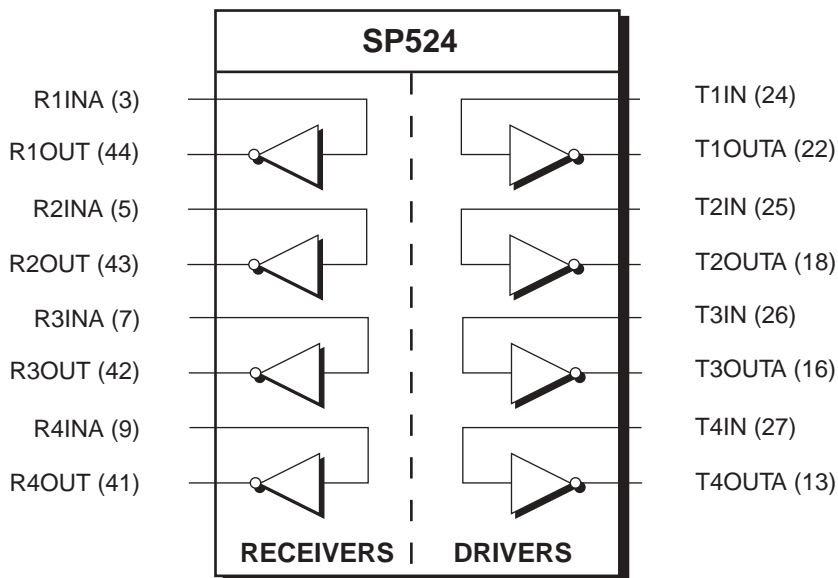 SP524
R1INA (3)
R1OUT (44)
R2INA (5)
R2OUT (43)
R3INA (7)
R3OUT (42)
R4INA (9)
R4OUT (41)
T1IN (24)
T1OUTA (22)
T2IN (25)
T2OUTA (18)
T3IN (26)
T3OUTA (16)
T4IN (27)
T4OUTA (13)
RECEIVERS
DRIVERS